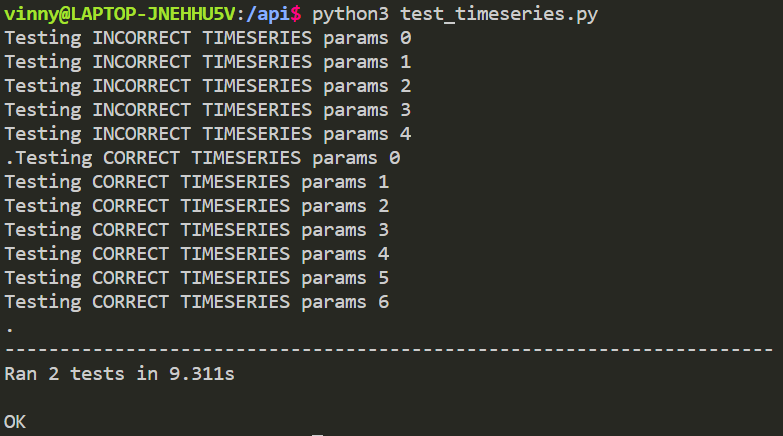 vinny@LAPTOP-JNEHHU5V:/api$ python3 test_timeseries.py
Testing INCORRECT TIMESERIES params 0
Testing INCORRECT TIMESERIES params 1
Testing INCORRECT TIMESERIES params 2
Testing INCORRECT TIMESERIES params 3
Testing INCORRECT TIMESERIES params 4
.Testing CORRECT TIMESERIES params 0
Testing CORRECT TIMESERIES params 1
Testing CORRECT TIMESERIES params 2
Testing CORRECT TIMESERIES params 3
Testing CORRECT TIMESERIES params 4
Testing CORRECT TIMESERIES params 5
Testing CORRECT TIMESERIES params 6
.
----------------------------------------------------------------------
Ran 2 tests in 9.311s
OK